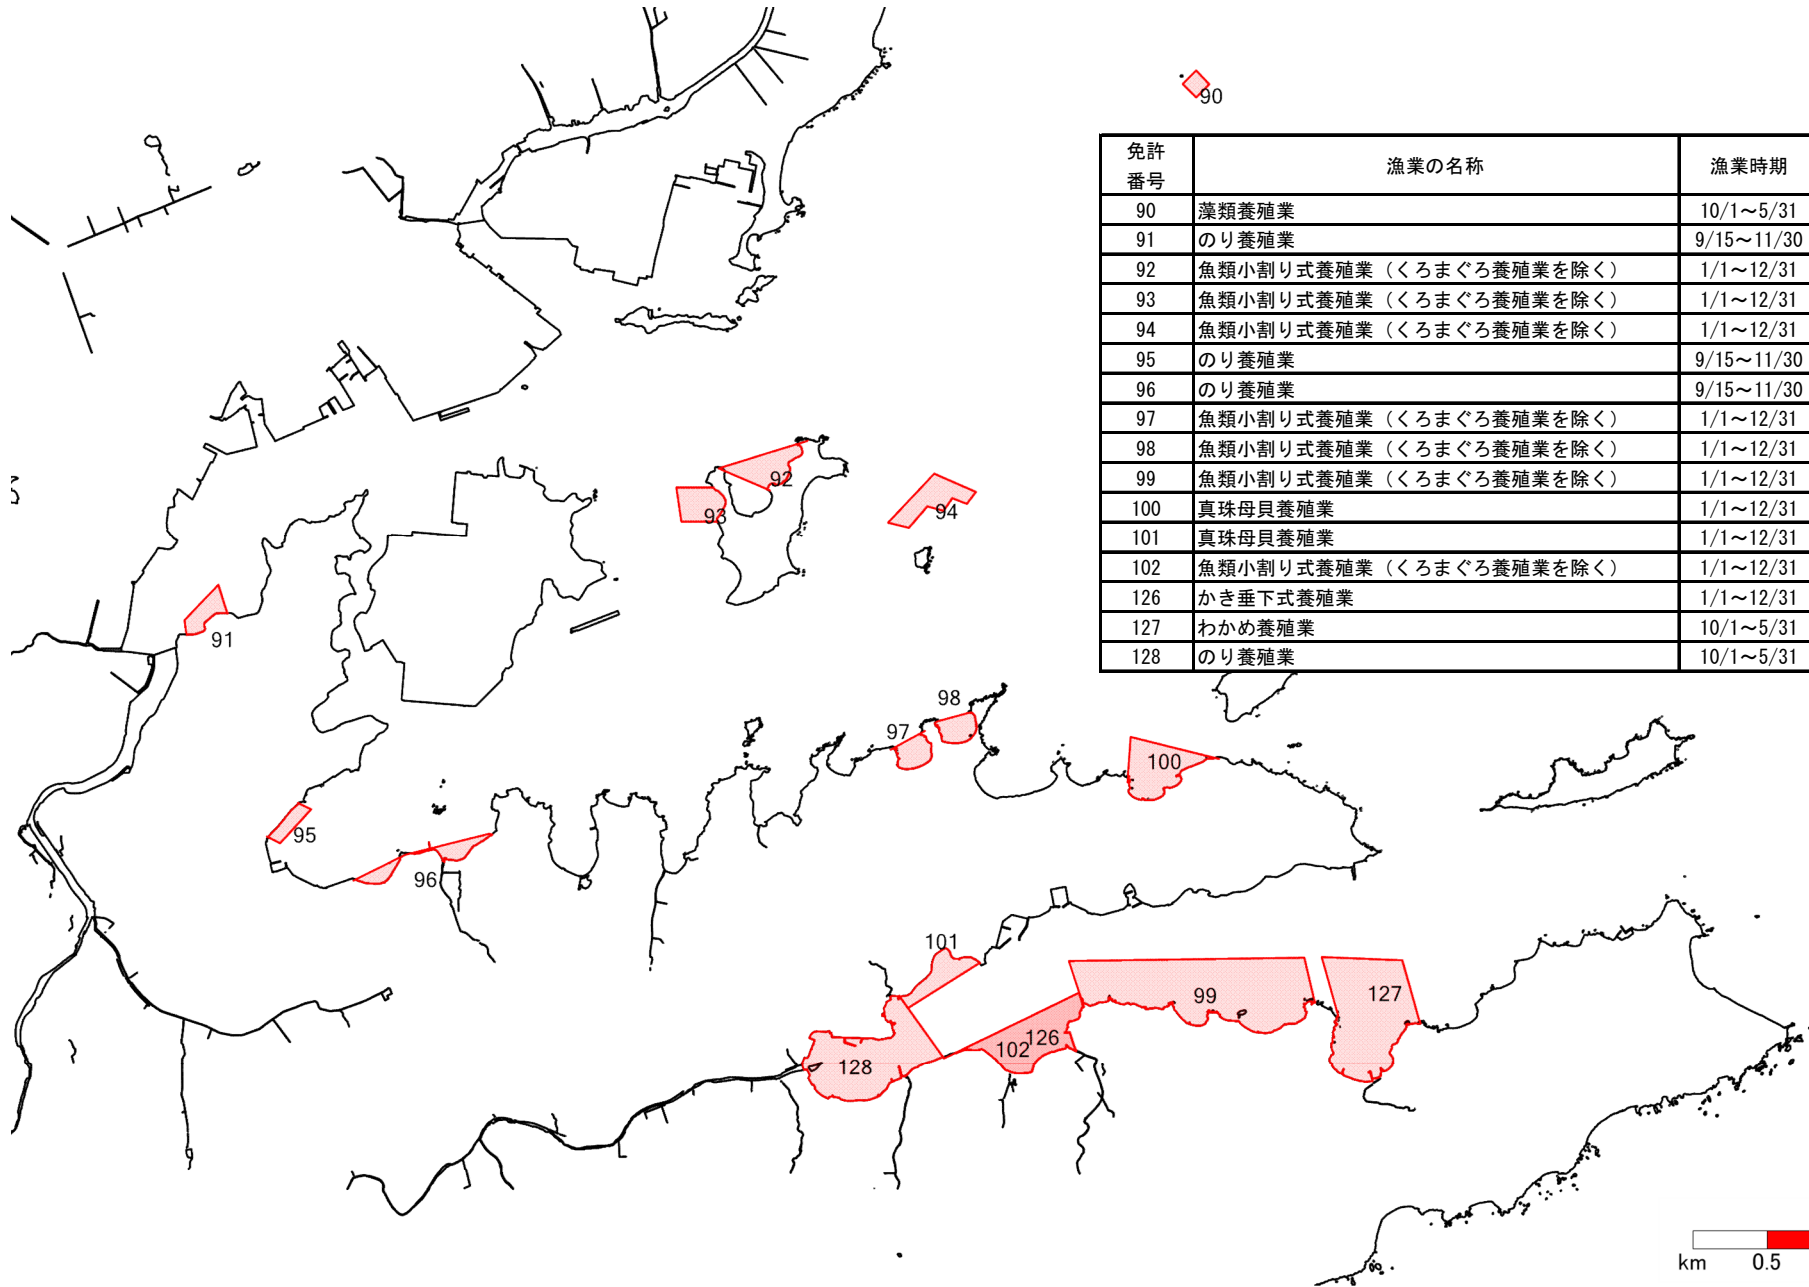 90
免許
番号
漁業の名称
漁業時期
90 藻類養殖業 10/1～5/31
91 のり養殖業 9/15～11/30
92 魚類小割り式養殖業（くろまぐろ養殖業を除く） 1/1～12/31
93 魚類小割り式養殖業（くろまぐろ養殖業を除く） 1/1～12/31
94 魚類小割り式養殖業（くろまぐろ養殖業を除く） 1/1～12/31
95 のり養殖業 9/15～11/30
96 のり養殖業 9/15～11/30
97 魚類小割り式養殖業（くろまぐろ養殖業を除く） 1/1～12/31
98 魚類小割り式養殖業（くろまぐろ養殖業を除く） 1/1～12/31
99 魚類小割り式養殖業（くろまぐろ養殖業を除く） 1/1～12/31
100 真珠母貝養殖業 1/1～12/31
101 真珠母貝養殖業 1/1～12/31
102 魚類小割り式養殖業（くろまぐろ養殖業を除く） 1/1～12/31
126 かき垂下式養殖業 1/1～12/31
127 わかめ養殖業 10/1～5/31
128 のり養殖業 10/1～5/31
92
93
94
91
98
97
100
95
96
101
99
127
126
102
128
km 0.5